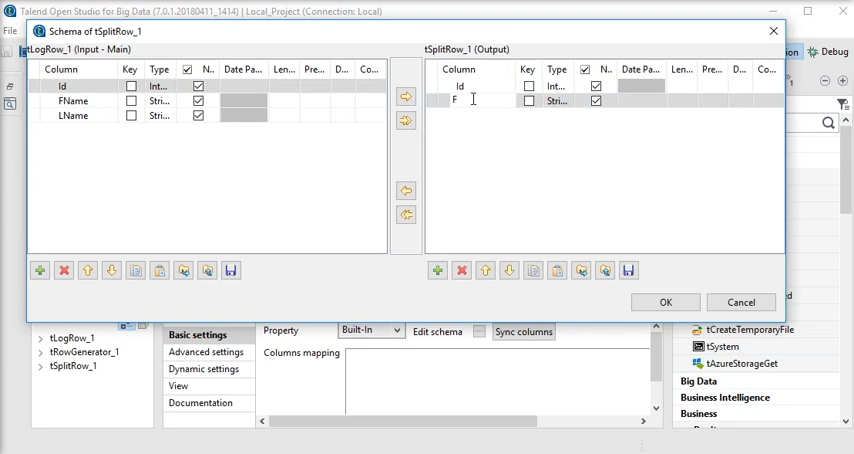 Talend Open Studio for Big Data (7.0.1.20180411_1414) | Local_Project (Connection: Local)
File
Schema of tSplitRow_1
tLogRow_1 (Input - Main)
tSplitRow_1 (Output)
Column Key Type N.. Date Pa... Len... Pre... D... Co...
Id Int...
FName Stri...
LName Stri...
Column Key Type N.. Date Pa... Len... Pre... D... Co...
Id Int...
F Stri...
Debug
OK Cancel
tLogRow_1
tRowGenerator_1
tSplitRow_1
Basic settings
Advanced settings
Dynamic settings
View
Documentation
Property Built-In Edit schema Sync columns
Columns mapping
tCreateTemporaryFile
tSystem
tAzureStorageGet
Big Data
Business Intelligence
Business